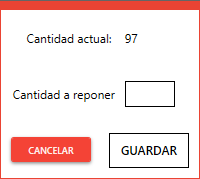 Cantidad actual: 97
Cantidad a reponer
CANCELAR GUARDAR